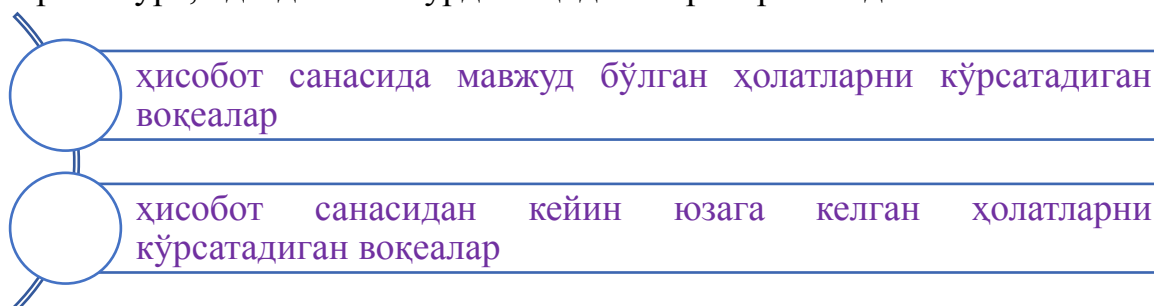 ҳисобот санасида мавжуд бўлган ҳолатларни кўрсатадиган
воқеалар
ҳисобот санасидан кейин юзага келган ҳолатларни
кўрсатадиган воқеалар